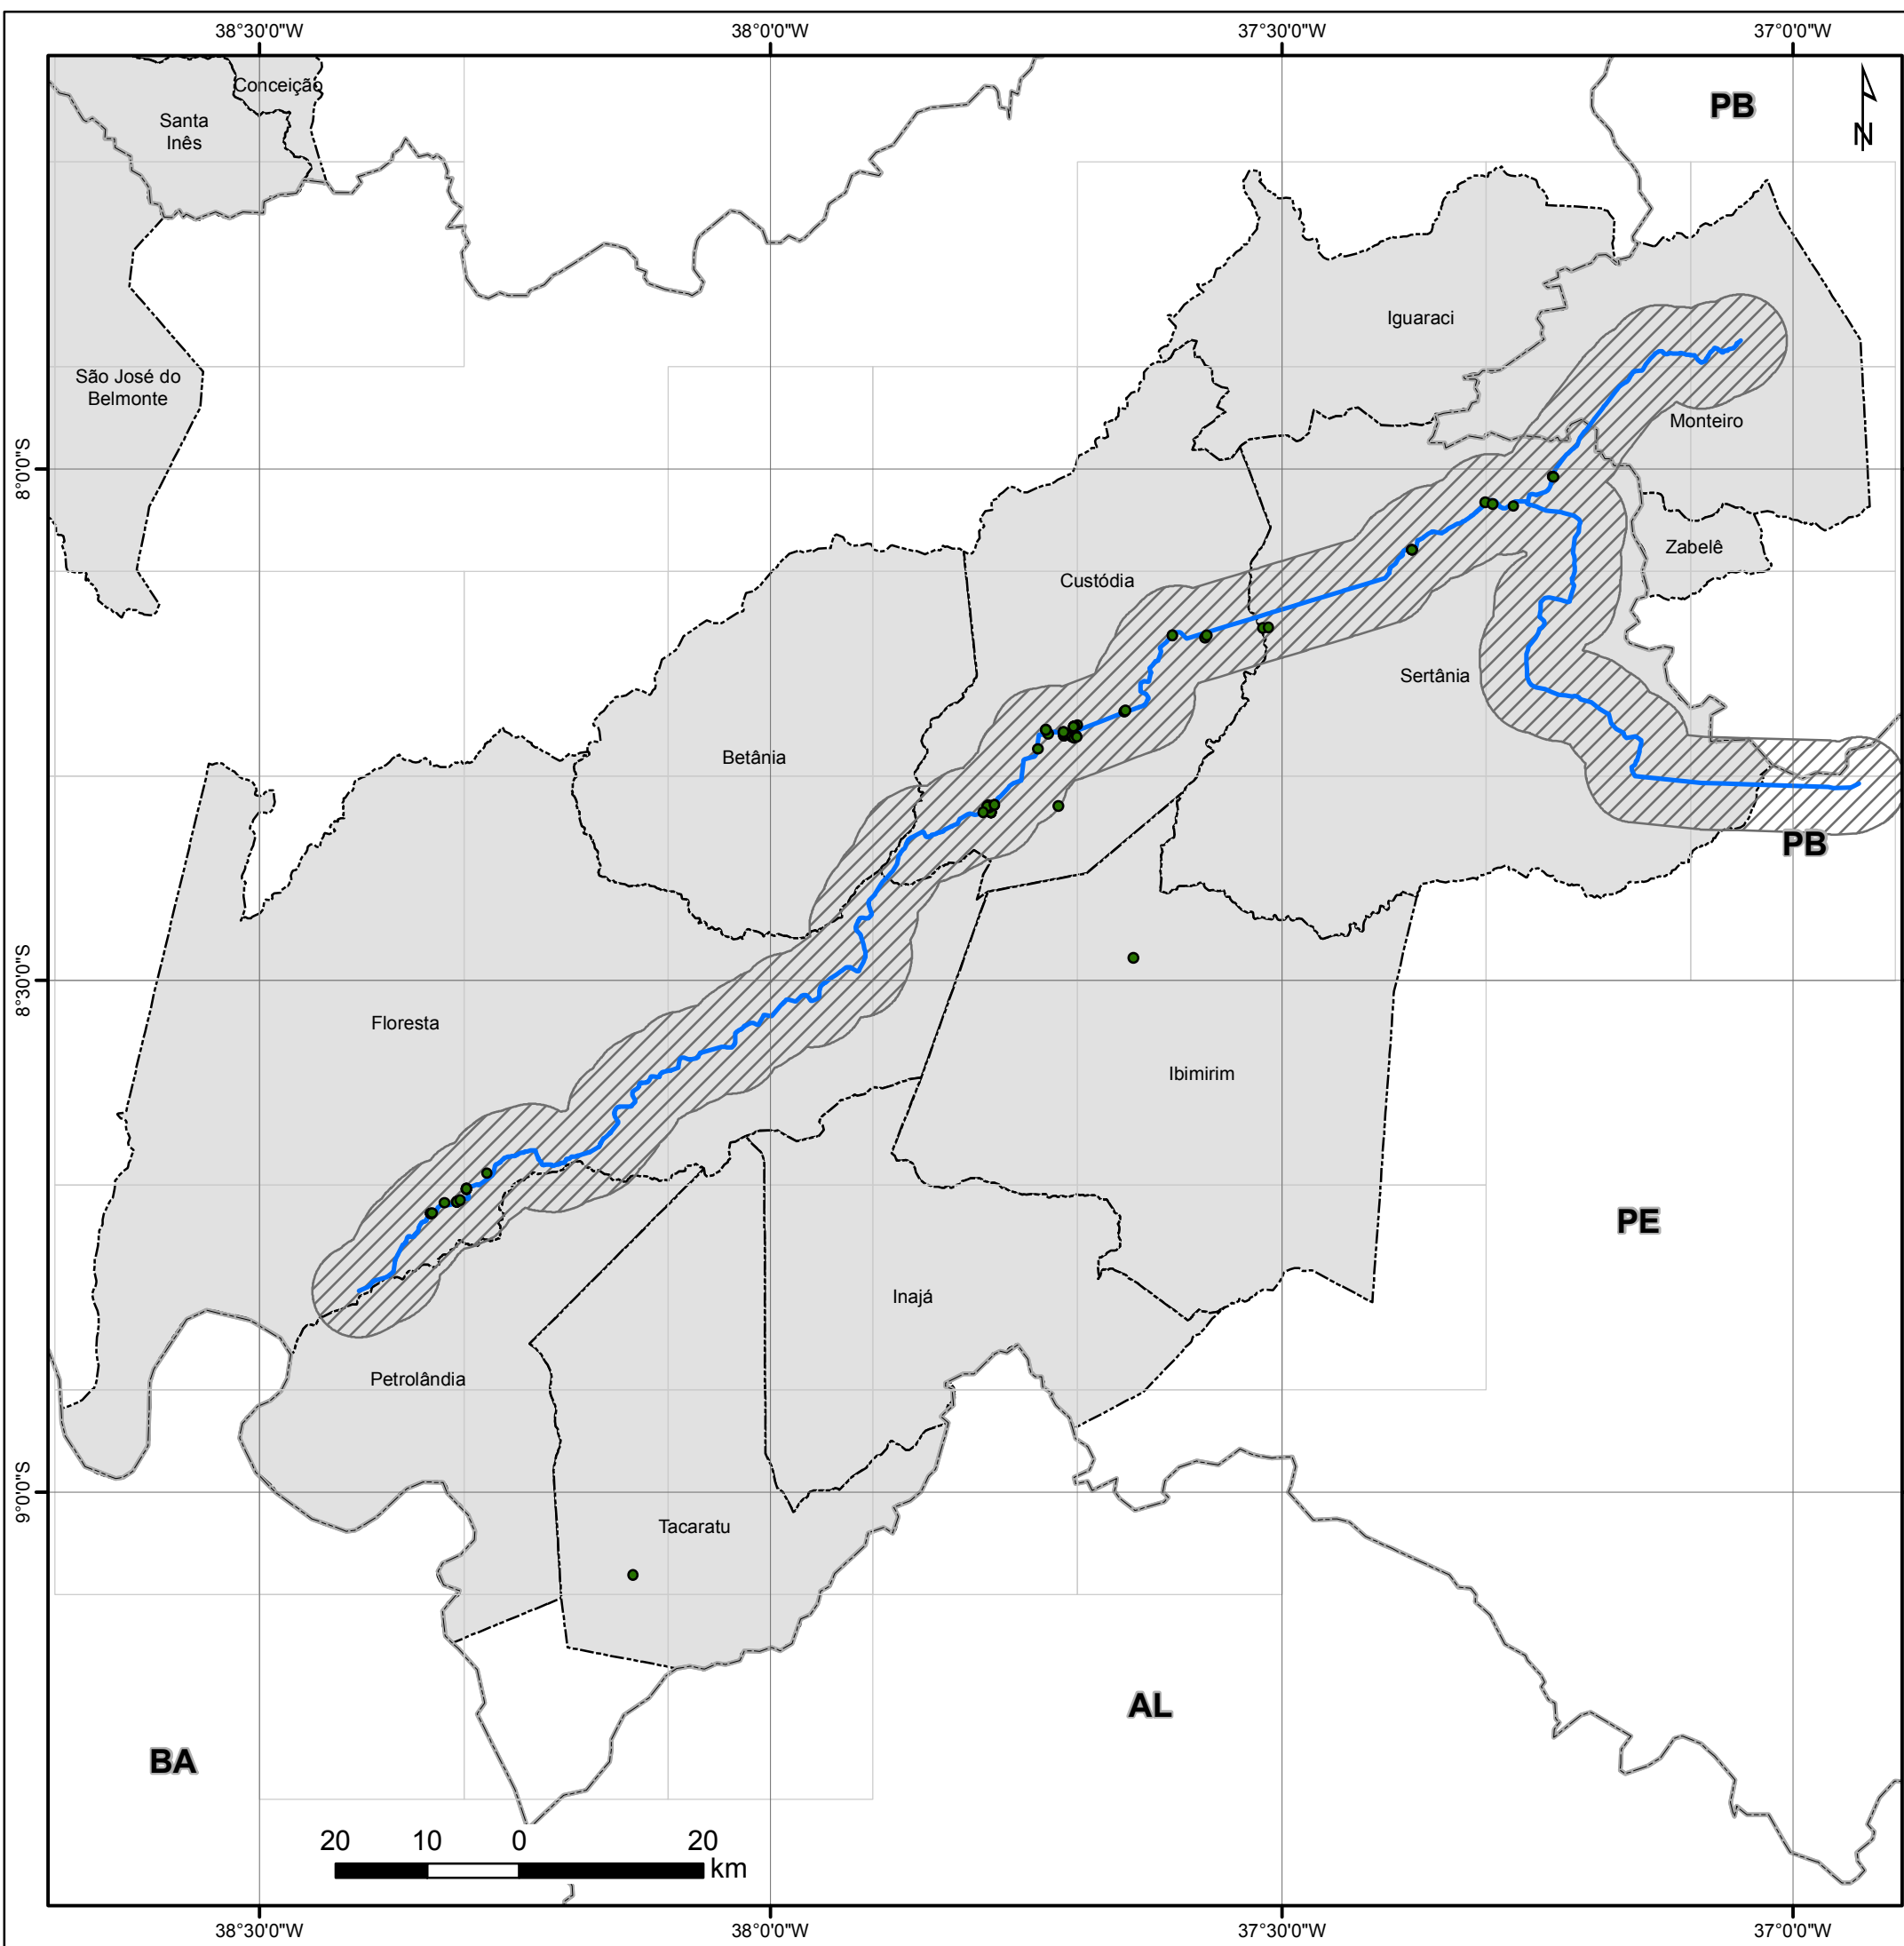 38°30'0"W
38°0'0"W
37°30'0"W
37°0'0"W
Conceição
PB
Santa
Inês
N
Iguaraci
São José do
Belmonte
Monteiro
8°0'0"S
Zabelê
Custódia
Sertânia
Betânia
PB
8°30'0"S
Floresta
Ibimirim
PE
Inajá
Petrolândia
9°0'0"S
Tacaratu
AL
BA
20 10 0 20
km
38°30'0"W
38°0'0"W
37°30'0"W
37°0'0"W